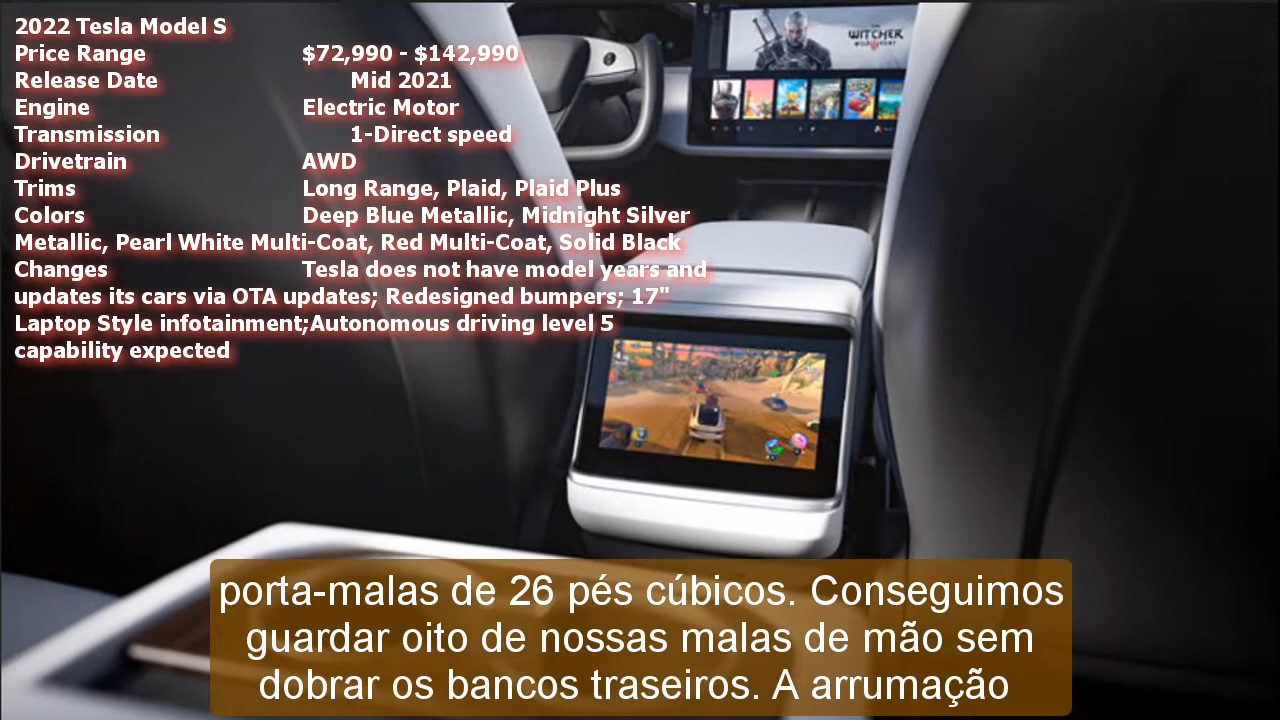 2022 Tesla Model S
Price Range $72,990 - $142,990
Release Date Mid 2021
Engine Electric Motor
Transmission 1-Direct speed
Drivetrain AWD
Trims Long Range, Plaid, Plaid Plus
Colors Deep Blue Metallic, Midnight Silver
Metallic, Pearl White Multi-Coat, Red Multi-Coat, Solid Black
Changes Tesla does not have model years and
updates its cars via OTA updates; Redesigned bumpers; 17"
Laptop Style infotainment;Autonomous driving level 5
capability expected
THE
WITCHER
WILD HUNT
porta-malas de 26 pés cúbicos. Conseguimos
guardar oito de nossas malas de mão sem
dobrar os bancos traseiros. A arrumação